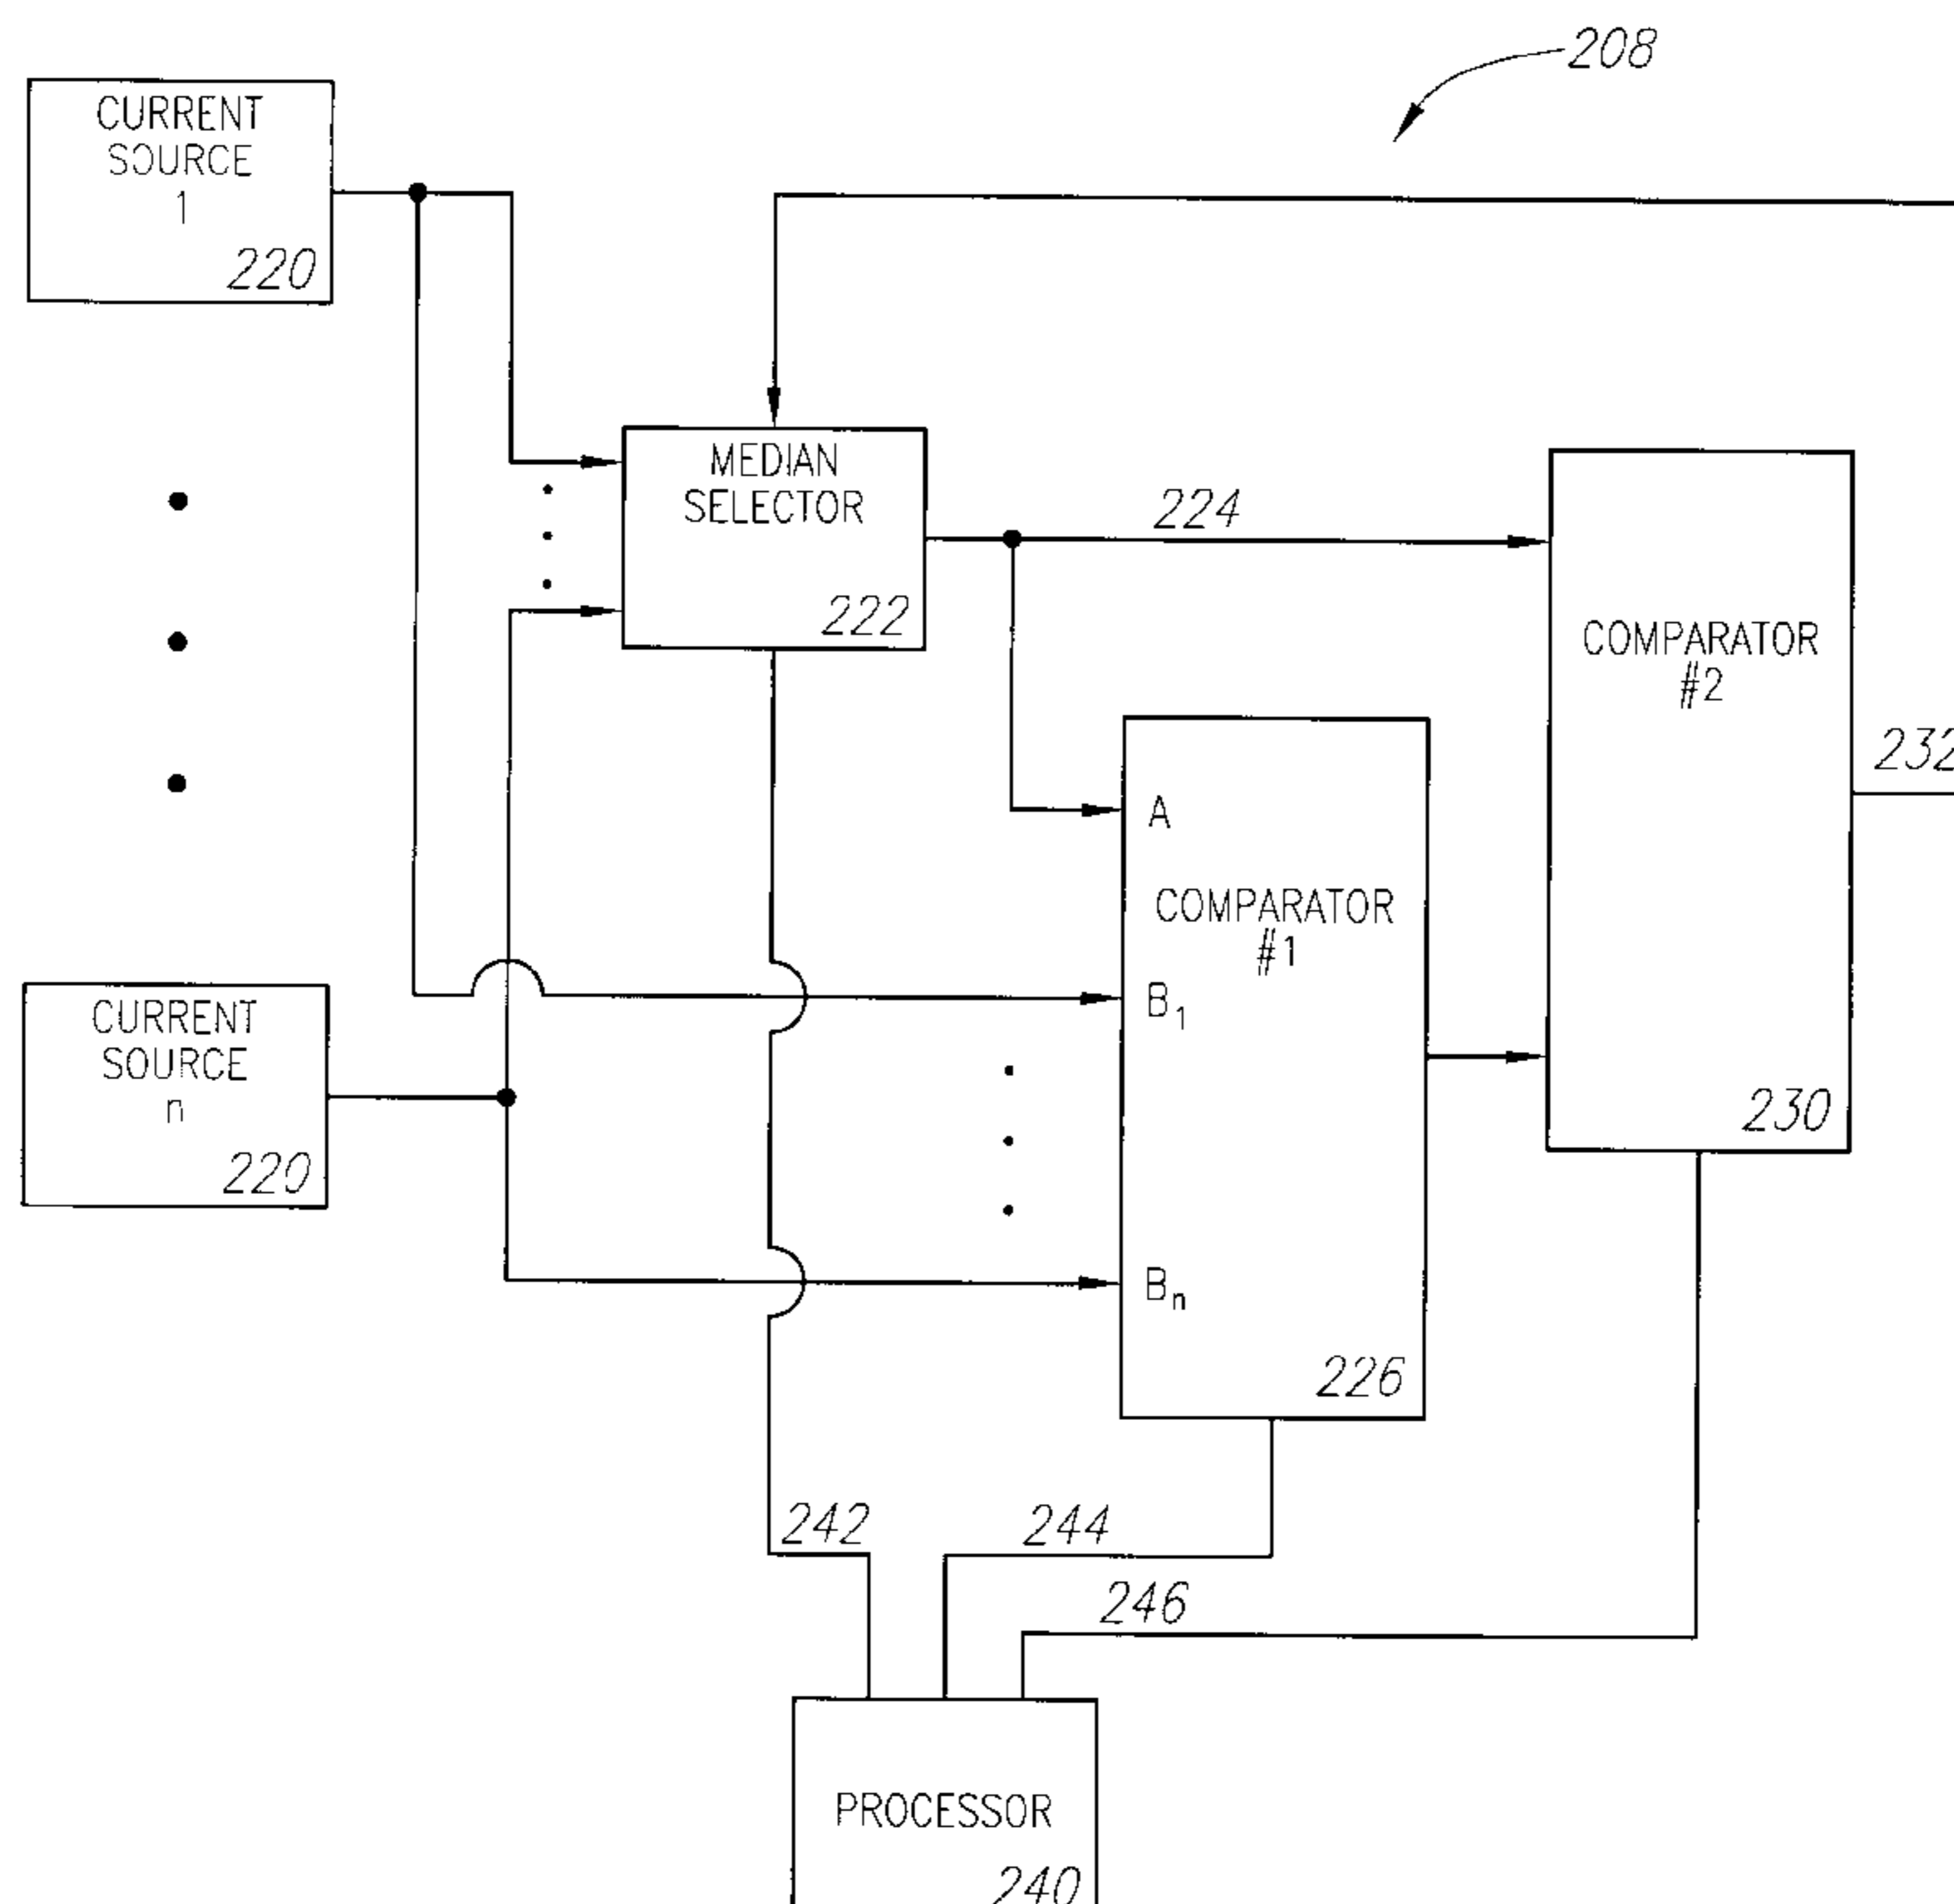 208
CURRENT
SOURCE
1
220
MEDIAN
SELECTOR
222
224
COMPARATOR
#2
230
232
A
COMPARATOR
#1
B1
Bn
226
CURRENT
SOURCE
n
220
242
244
246
PROCESSOR
240